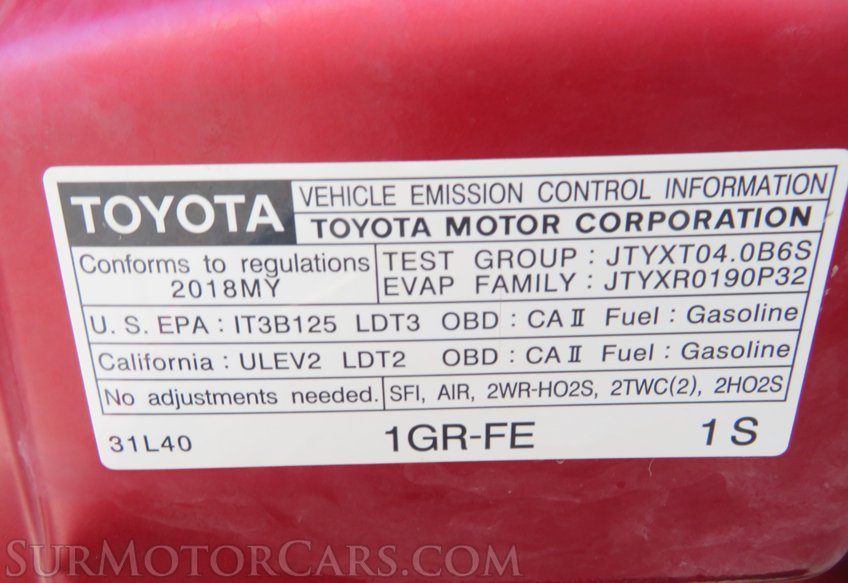 TOYOTA
VEHICLE EMISSION CONTROL INFORMATION
TOYOTA MOTOR CORPORATION
Conforms to regulations
2018MY
TEST GROUP : JTYXT04.0B6S
EVAP FAMILY : JTYXR0190P32
U. S. EPA : IT3B125 LDT3 OBD : CA II Fuel : Gasoline
California : ULEV2 LDT2 OBD : CA II Fuel : Gasoline
No adjustments needed.
SFI, AIR, 2WR-HO2S, 2TWC(2), 2HO2S
31L40
1GR-FE
1 S
SurMotorCars.com